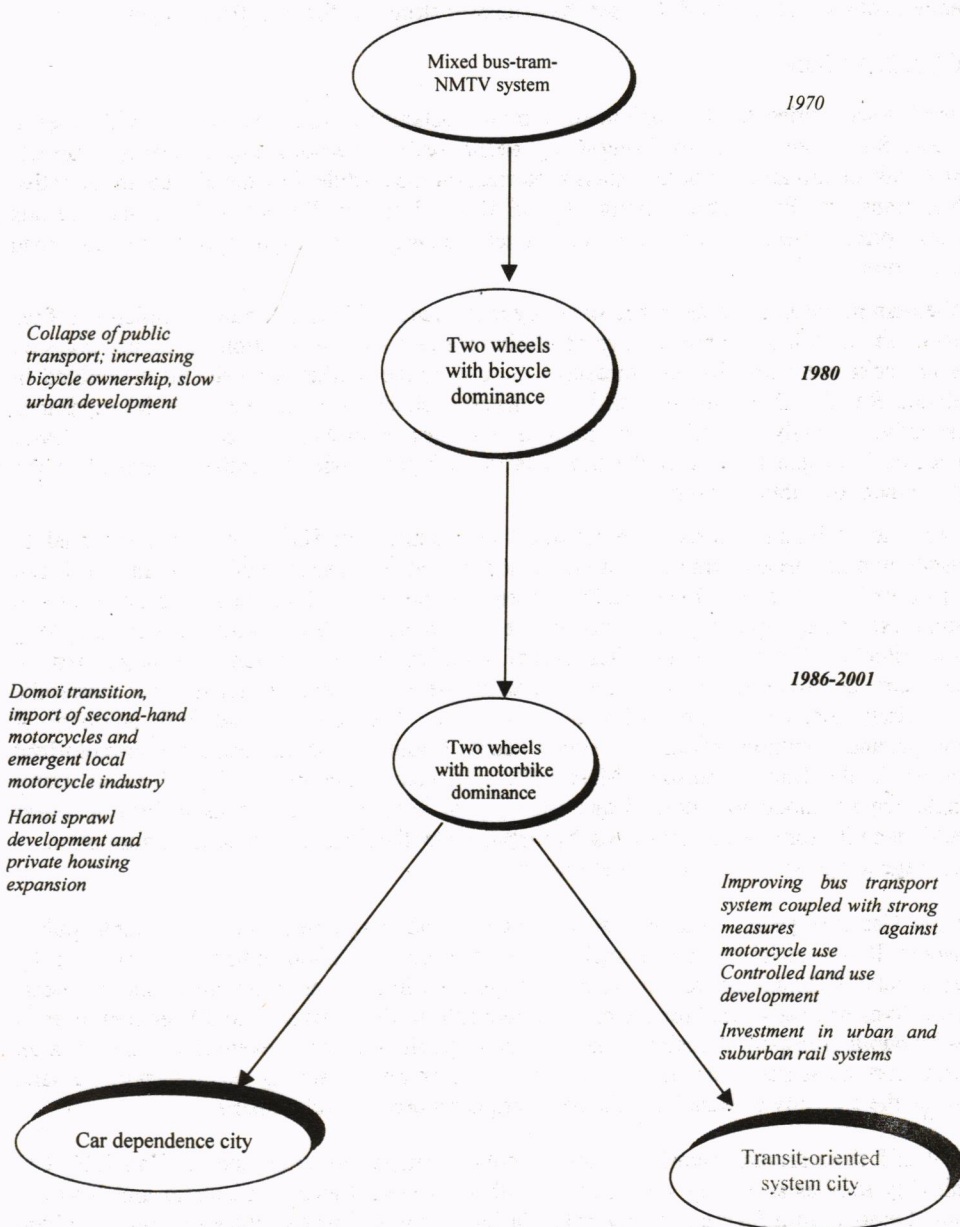 Mixed bus-tram-
NMTV system
1970
Collapse of public
transport; increasing
bicycle ownership, slow
urban development
Two wheels
with bicycle
dominance
1980
1986-2001
Domoï transition,
import of second-hand
motorcycles and
emergent local
motorcycle industry
Hanoi sprawl
development and
private housing
expansion
Two wheels
with motorbike
dominance
Improving bus transport
system coupled with strong
measures against
motorcycle use
Controlled land use
development
Investment in urban and
suburban rail systems
Car dependence city
Transit-oriented
system city